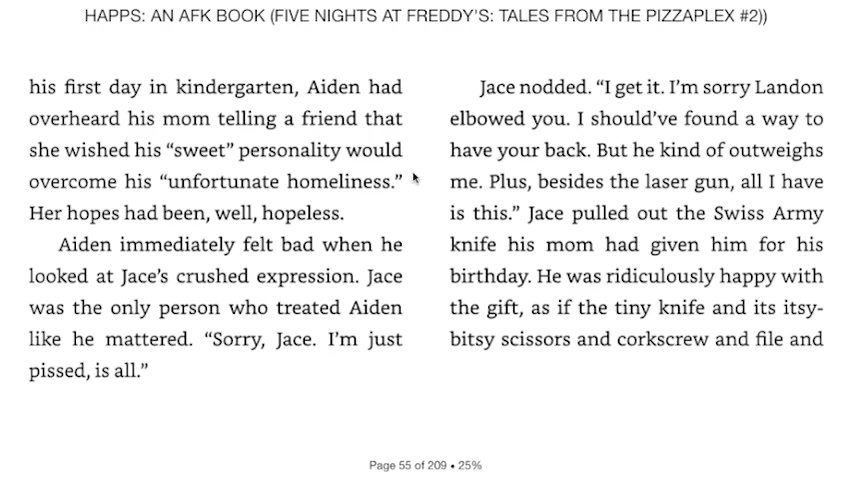 HAPPS: AN AFK BOOK (FIVE NIGHTS AT FREDDY'S: TALES FROM THE PIZZAPLEX #2))
his first day in kindergarten, Aiden had
overheard his mom telling a friend that
she wished his “sweet” personality would
overcome his “unfortunate homeliness.”
Her hopes had been, well, hopeless.
Aiden immediately felt bad when he
looked at Jace’s crushed expression. Jace
was the only person who treated Aiden
like he mattered. “Sorry, Jace. I’m just
pissed, is all.”
Jace nodded. “I get it. I’m sorry Landon
elbowed you. I should’ve found a way to
have your back. But he kind of outweighs
me. Plus, besides the laser gun, all I have
is this.” Jace pulled out the Swiss Army
knife his mom had given him for his
birthday. He was ridiculously happy with
the gift, as if the tiny knife and its itsy-
bitsy scissors and corkscrew and file and
Page 55 of 209 • 25%